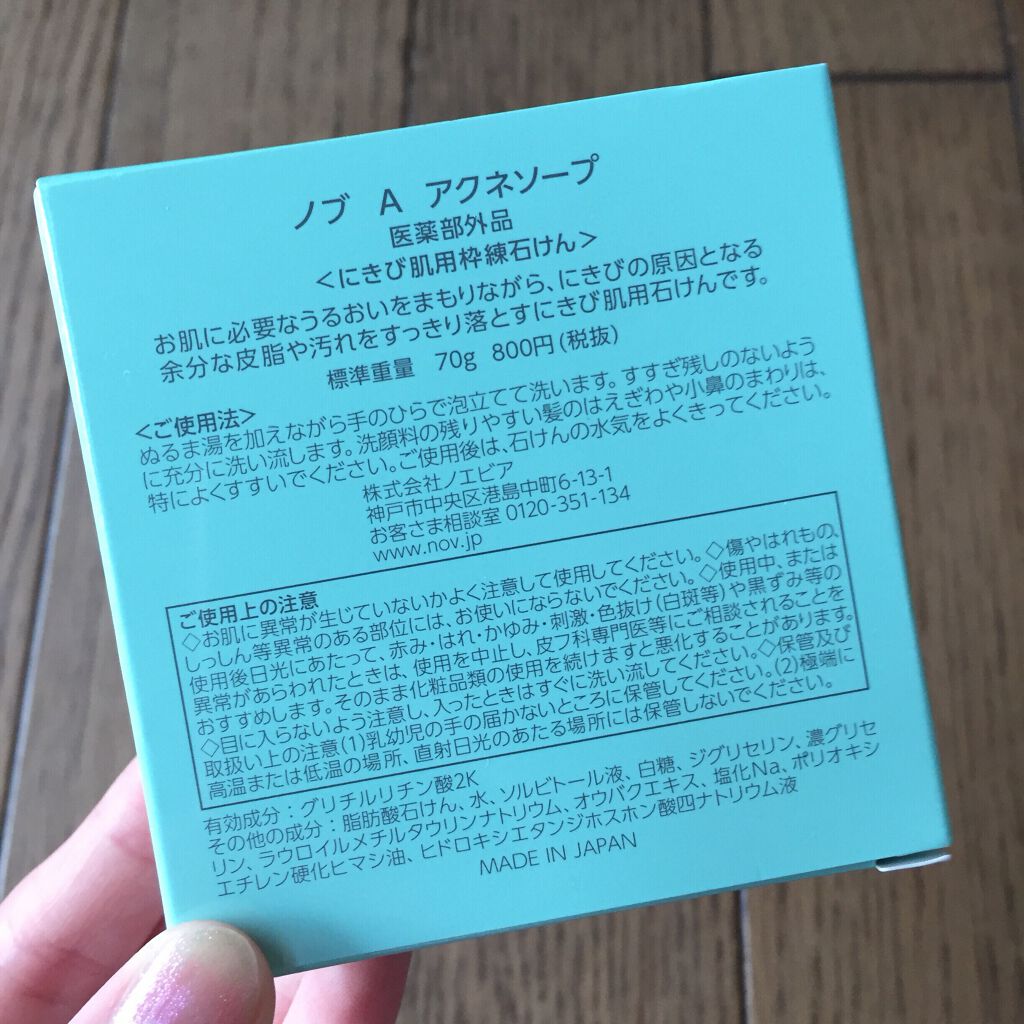 ノブ A アクネソープ
医薬部外品
<にきび肌用枠練石けん>
お肌に必要なうるおいをまもりながら、にきびの原因となる
余分な皮脂や汚れをすっきり落とすにきび肌用石けんです。
標準重量 70g 800円(税抜)
<ご使用法>
ぬるま湯を加えながら手のひらで泡立てて洗います。すすぎ残しのないよう
に充分に洗い流します。洗顔料の残りやすい髪のはえぎわや小鼻のまわりは、
特によくすすいでください。ご使用後は、石けんの水気をよくきってください。
株式会社ノエビア
神戸市中央区港島中町6-13-1
お客さま相談室 0120-351-134
www.nov.jp
ご使用上の注意
◇お肌に異常が生じていないかよく注意して使用してください。◇傷やはれもの、
しっしん等異常のある部位には、お使いにならないでください。◇使用中、または
使用後日光にあたって、赤み・はれ・かゆみ・刺激・色抜け(白斑等)や黒ずみ等の
異常があらわれたときは、使用を中止し、皮フ科専門医等にご相談されることを
おすすめします。そのまま化粧品類の使用を続けますと悪化することがあります。
◇目に入らないよう注意し、入ったときはすぐに洗い流してください。◇保管及び
取扱い上の注意(1)乳幼児の手の届かないところに保管してください。(2)極端に
高温または低温の場所、直射日光のあたる場所には保管しないでください。
有効成分：グリチルリチン酸2K
その他の成分：脂肪酸石けん、水、ソルビトール液、白糖、ジグリセリン、濃グリセ
リン、ラウロイルメチルタウリンナトリウム、オウバクエキス、塩化Na、ポリオキシ
エチレン硬化ヒマシ油、ヒドロキシエタンジホスホン酸四ナトリウム液
MADE IN JAPAN